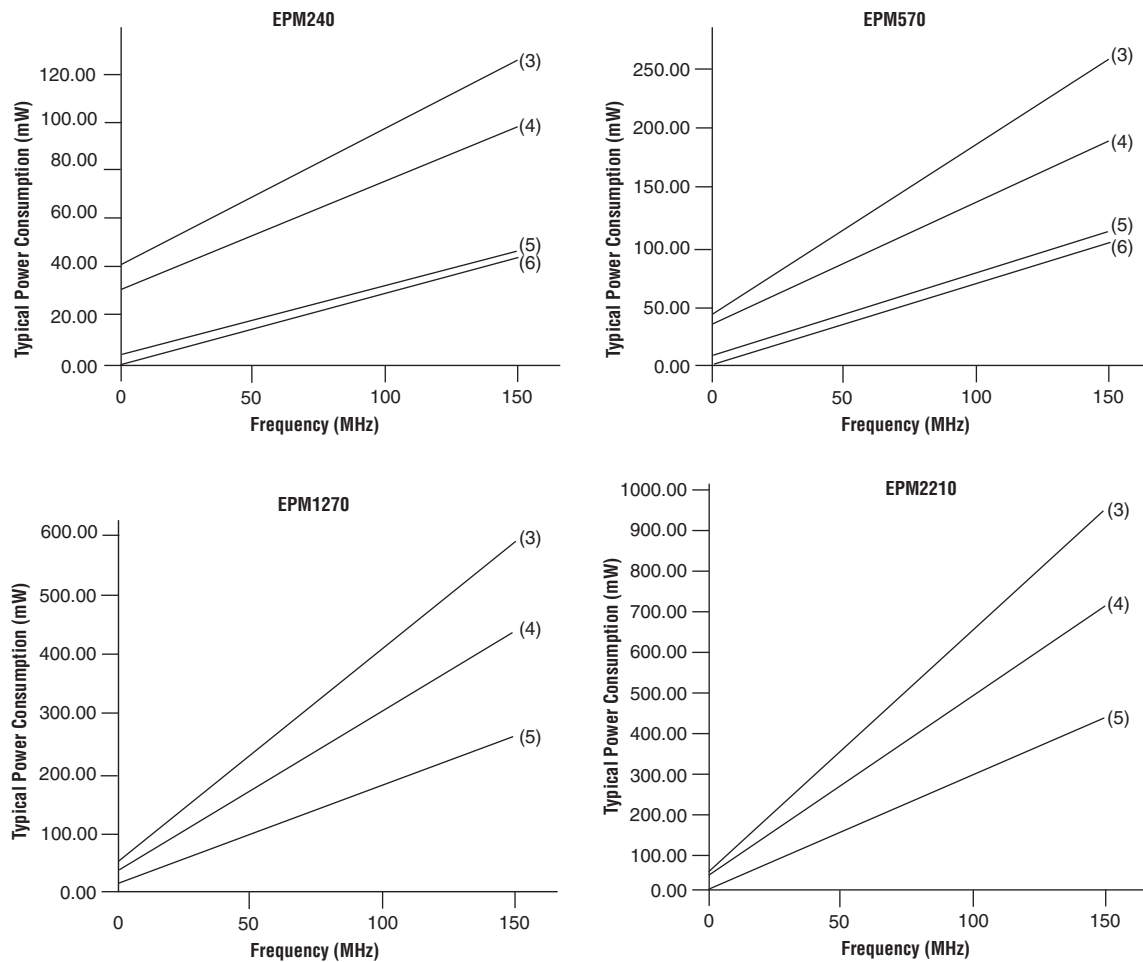 EPM240
Typical Power Consumption (mW)
120.00
100.00
80.00
60.00
40.00
20.00
0.00
(3)
(4)
(5)
(6)
0 50 100 150
Frequency (MHz)
EPM570
Typical Power Consumption (mW)
250.00
200.00
150.00
100.00
50.00
0.00
(3)
(4)
(5)
(6)
0 50 100 150
Frequency (MHz)
EPM1270
Typical Power Consumption (mW)
600.00
500.00
400.00
300.00
200.00
100.00
0.00
(3)
(4)
(5)
0 50 100 150
Frequency (MHz)
EPM2210
Typical Power Consumption (mW)
1000.00
900.00
800.00
700.00
600.00
500.00
400.00
300.00
200.00
100.00
0.00
(3)
(4)
(5)
0 50 100 150
Frequency (MHz)